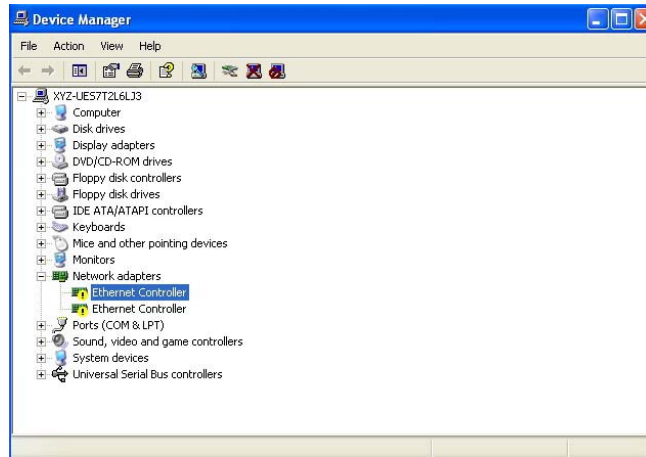 Device Manager
File Action View Help
XYZ-UES7T2L6LJ3
Computer
Disk drives
Display adapters
DVD/CD-ROM drives
Floppy disk controllers
Floppy disk drives
IDE ATA/ATAPI controllers
Keyboards
Mice and other pointing devices
Monitors
Network adapters
Ethernet Controller
Ethernet Controller
Ports (COM & LPT)
Sound, video and game controllers
System devices
Universal Serial Bus controllers